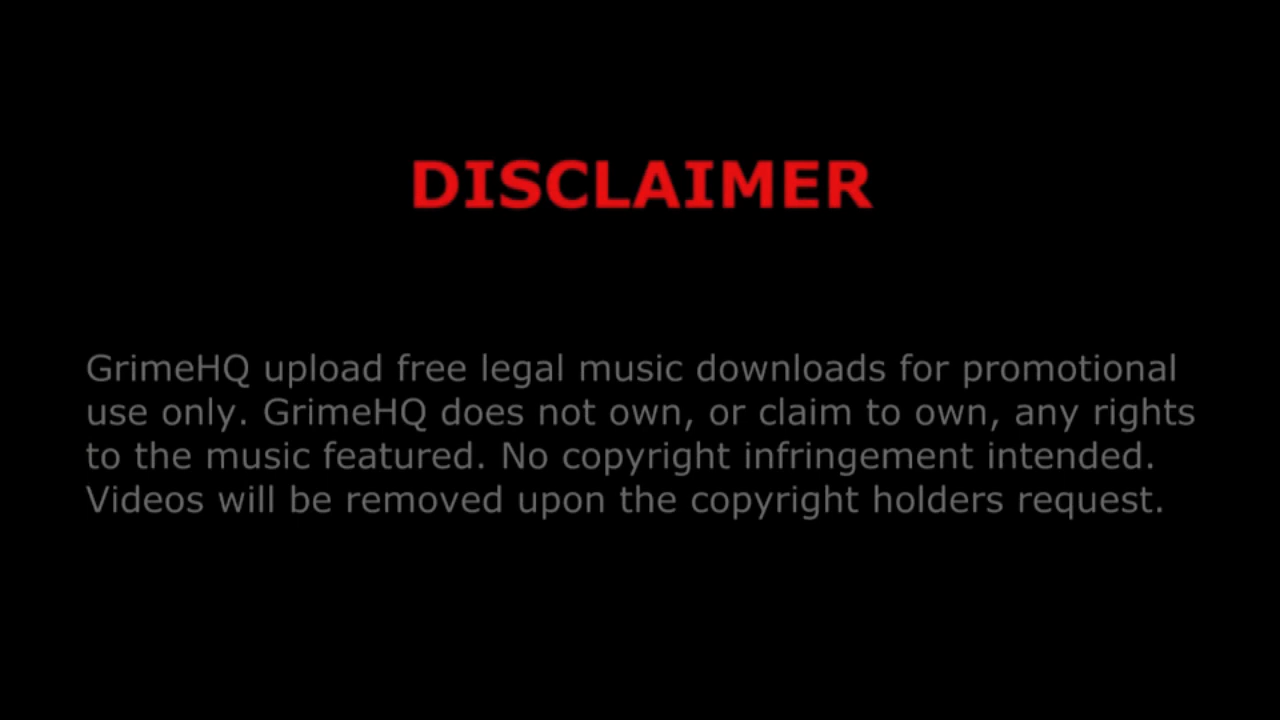 DISCLAIMER
GrimeHQ upload free legal music downloads for promotional
use only. GrimeHQ does not own, or claim to own, any rights
to the music featured. No copyright infringement intended.
Videos will be removed upon the copyright holders request.